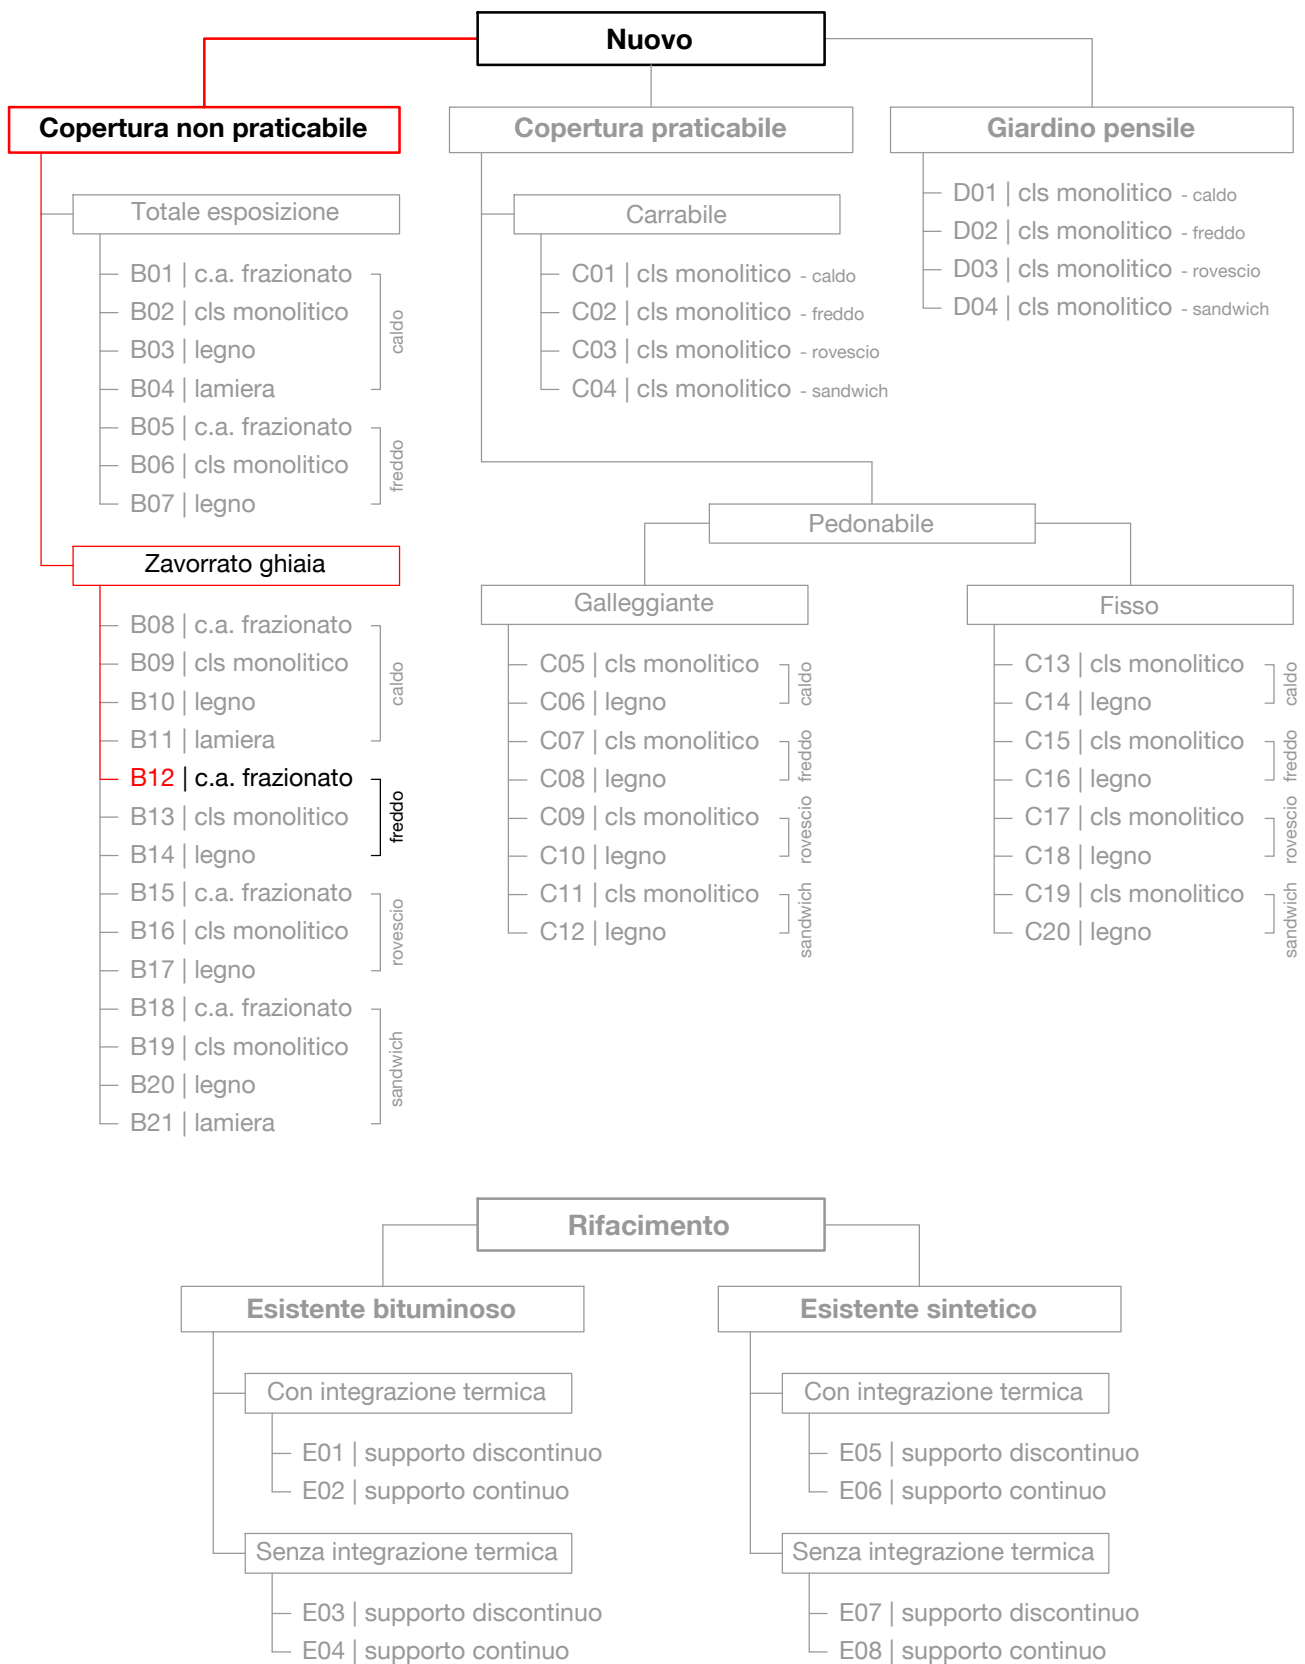 Nuovo
Copertura non praticabile
Totale esposizione
B01 | c.a. frazionato
B02 | cls monolitico
B03 | legno
B04 | lamiera
caldo
B05 | c.a. frazionato
B06 | cls monolitico
B07 | legno
freddo
Zavorrato ghiaia
B08 | c.a. frazionato
B09 | cls monolitico
B10 | legno
B11 | lamiera
caldo
B12 | c.a. frazionato
B13 | cls monolitico
B14 | legno
freddo
B15 | c.a. frazionato
B16 | cls monolitico
B17 | legno
rovescio
B18 | c.a. frazionato
B19 | cls monolitico
B20 | legno
B21 | lamiera
sandwich
Copertura praticabile
Carrabile
C01 | cls monolitico - caldo
C02 | cls monolitico - freddo
C03 | cls monolitico - rovescio
C04 | cls monolitico - sandwich
Pedonabile
Galleggiante
C05 | cls monolitico
C06 | legno
caldo
C07 | cls monolitico
C08 | legno
freddo
C09 | cls monolitico
C10 | legno
rovescio
C11 | cls monolitico
C12 | legno
sandwich
Fisso
C13 | cls monolitico
C14 | legno
caldo
C15 | cls monolitico
C16 | legno
freddo
C17 | cls monolitico
C18 | legno
rovescio
C19 | cls monolitico
C20 | legno
sandwich
Giardino pensile
D01 | cls monolitico - caldo
D02 | cls monolitico - freddo
D03 | cls monolitico - rovescio
D04 | cls monolitico - sandwich
Rifacimento
Esistente bituminoso
Con integrazione termica
E01 | supporto discontinuo
E02 | supporto continuo
Senza integrazione termica
E03 | supporto discontinuo
E04 | supporto continuo
Esistente sintetico
Con integrazione termica
E05 | supporto discontinuo
E06 | supporto continuo
Senza integrazione termica
E07 | supporto discontinuo
E08 | supporto continuo